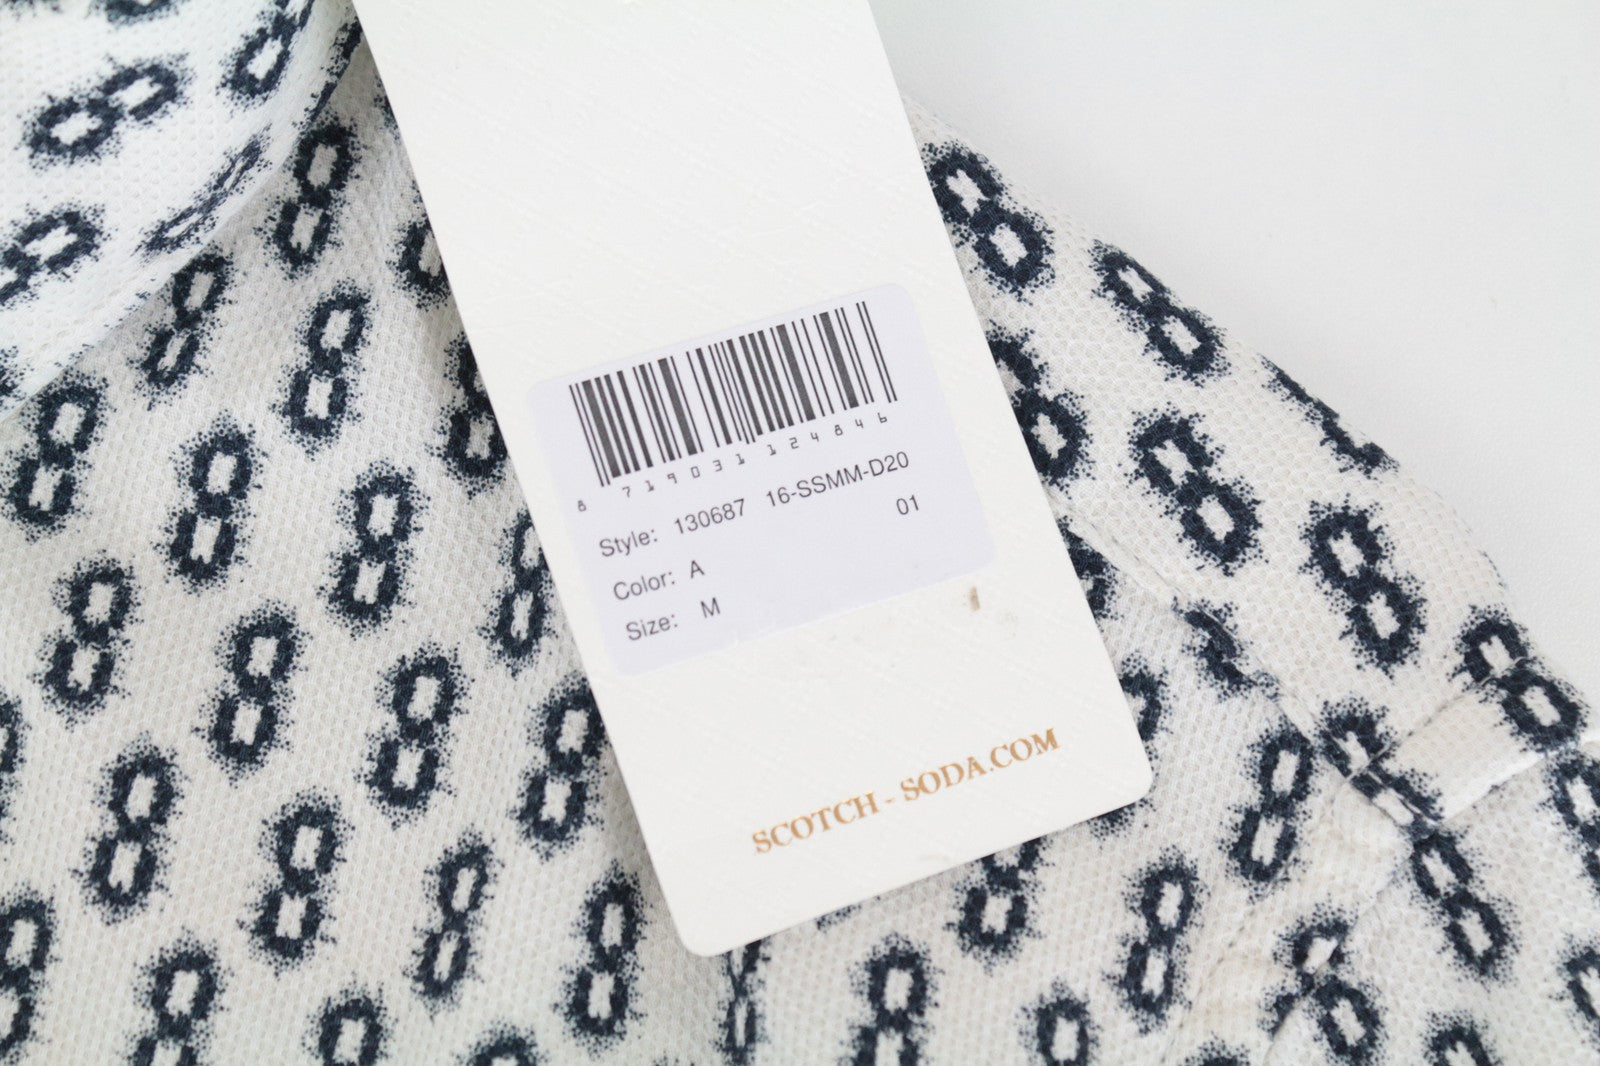 8 719031 124846
Style: 130687 16-SSMM-D20
01
Color: A
Size: M
SCOTCH - SODA.COM